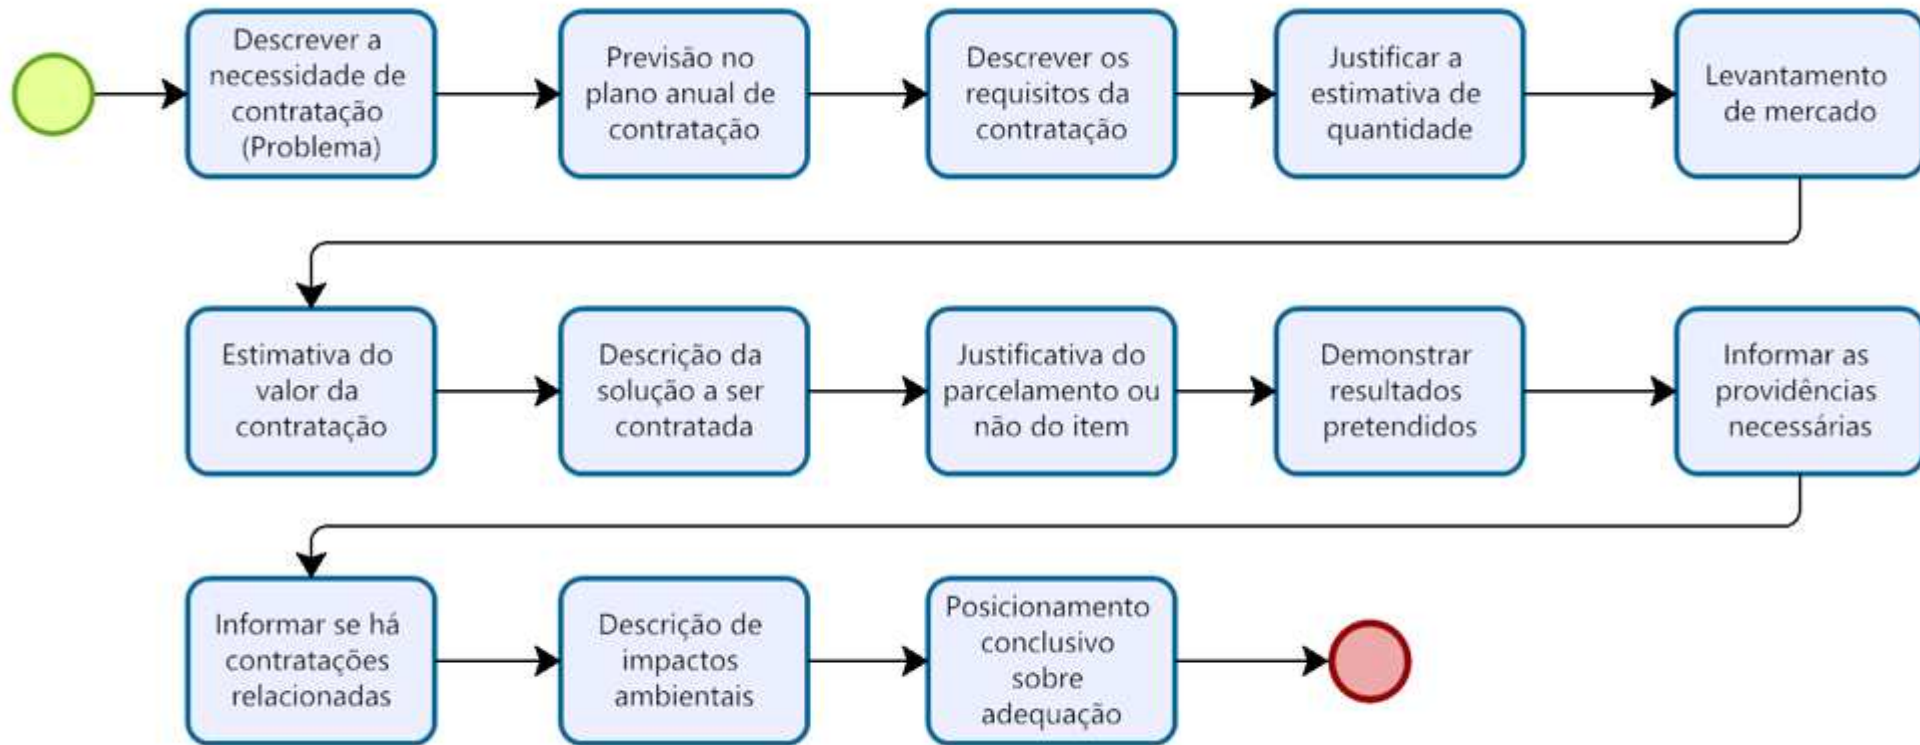 Descrever a
necessidade de
contratação
(Problema)
Previsão no
plano anual de
contratação
Descrever os
requisitos da
contratação
Justificar a
estimativa de
quantidade
Levantamento
de mercado
Estimativa do
valor da
contratação
Descrição da
solução a ser
contratada
Justificativa do
parcelamento ou
não do item
Demonstrar
resultados
pretendidos
Informar as
providências
necessárias
Informar se há
contratações
relacionadas
Descrição de
impactos
ambientais
Posicionamento
conclusivo
sobre
adequação